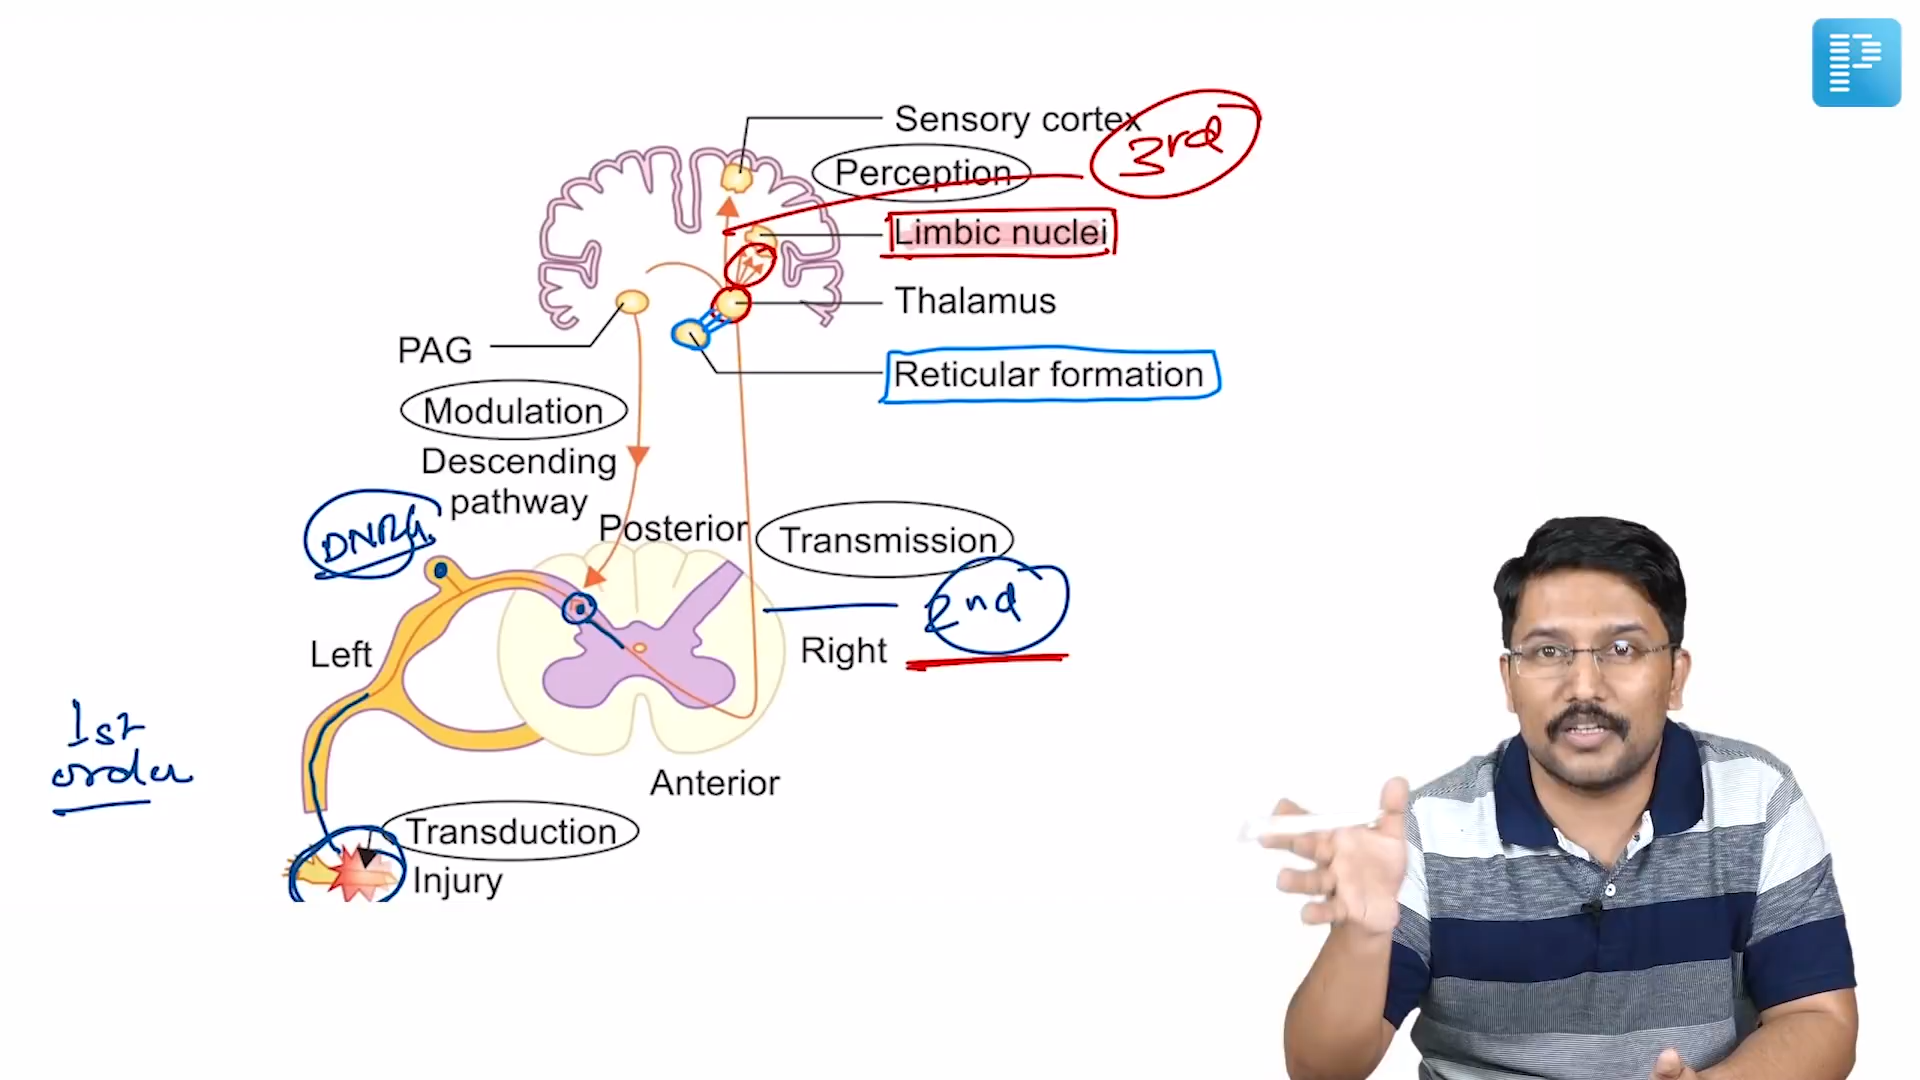 Sensory cortex
3rd
Perception
Limbic nuclei
Thalamus
PAG
Reticular formation
Modulation
Descending
pathway
Posterior
Transmission
2nd
Left
Right
1st
order
Anterior
Transduction
Injury